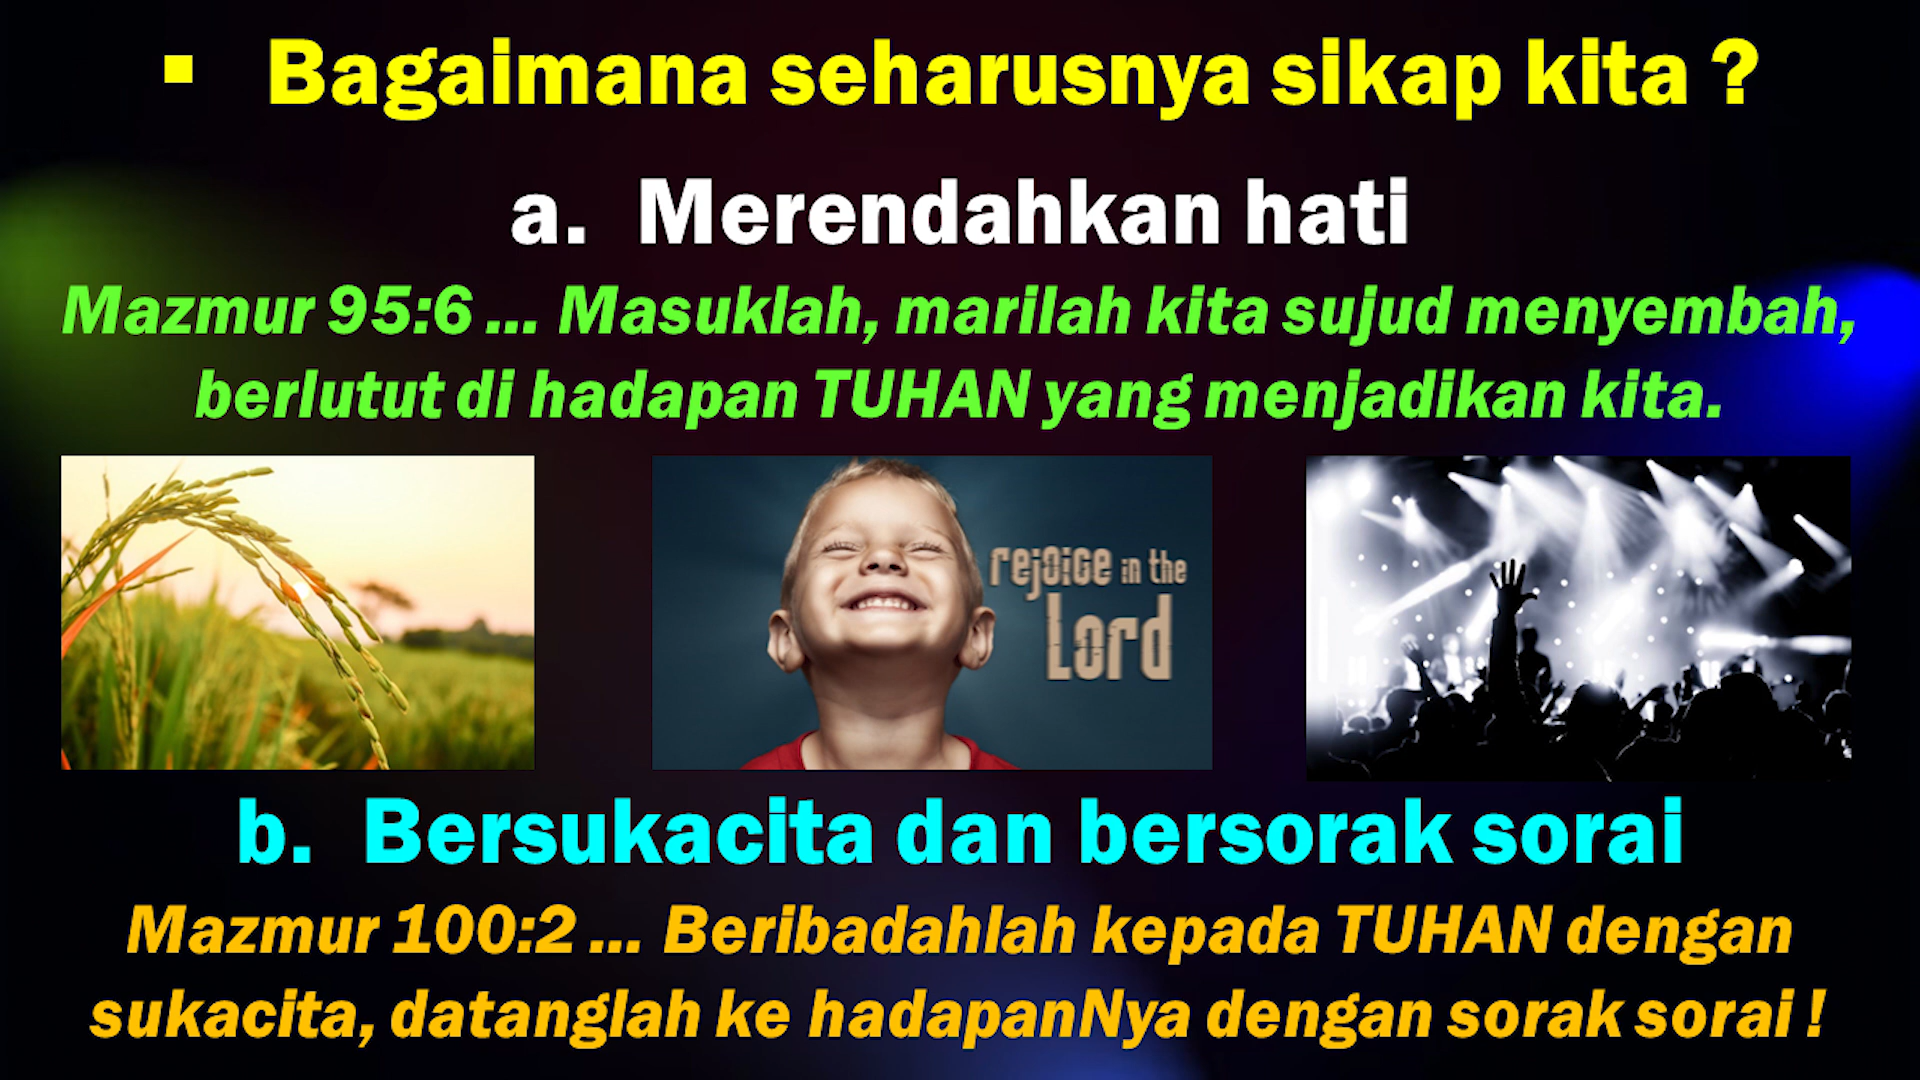 ▪ Bagaimana seharusnya sikap kita ?
a. Merendahkan hati
Mazmur 95:6 ... Masuklah, marilah kita sujud menyembah,
berlutut di hadapan TUHAN yang menjadikan kita.
rejoice in the
Lord
b. Bersukacita dan bersorak sorai
Mazmur 100:2 ... Beribadahlah kepada TUHAN dengan
sukacita, datanglah ke hadapanNya dengan sorak sorai !